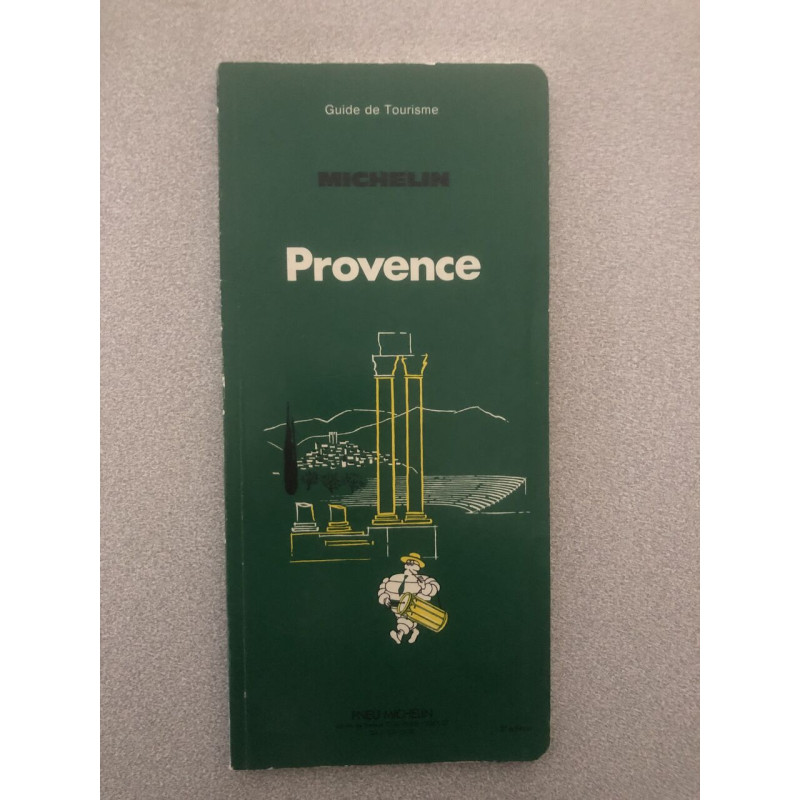 Guide de Tourisme
MICHELIN
Provence
PNEU MICHELIN